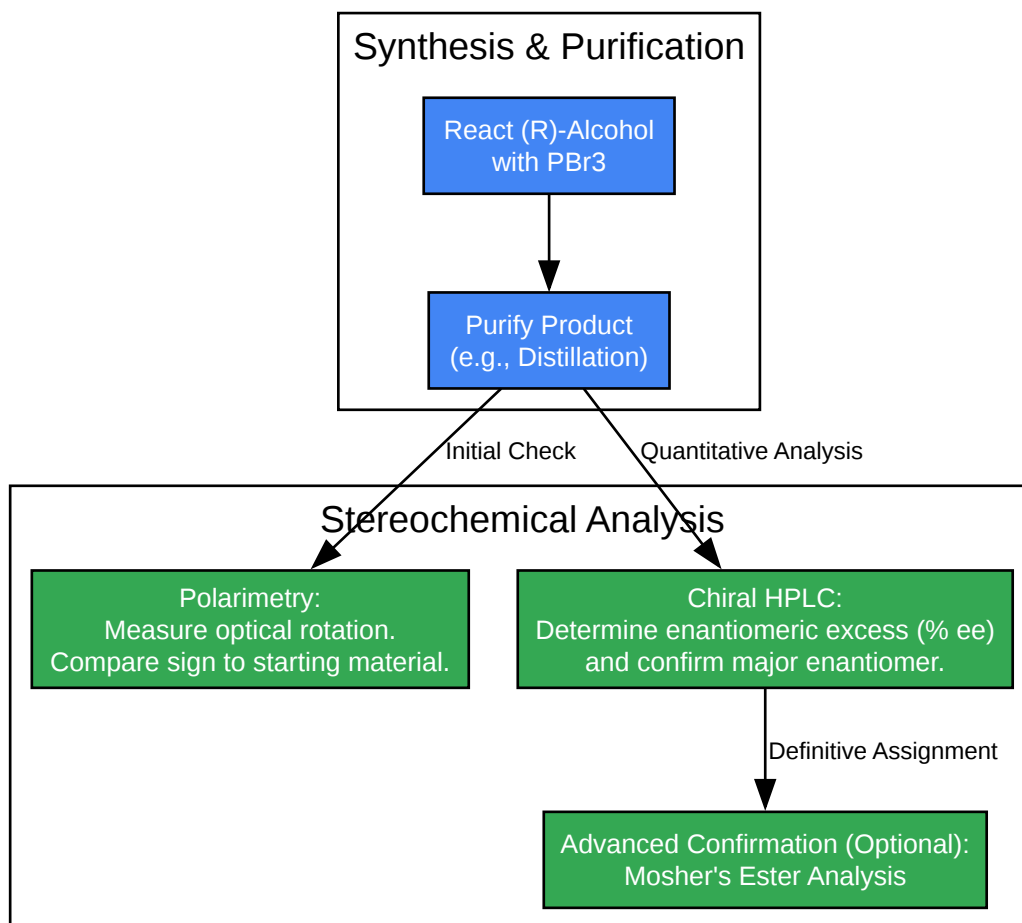 Synthesis & Purification
React (R)-Alcohol
with PBr3
Purify Product
(e.g., Distillation)
Initial Check
Quantitative Analysis
Stereochemical Analysis
Polarimetry:
Measure optical rotation.
Compare sign to starting material.
Chiral HPLC:
Determine enantiomeric excess (% ee)
and confirm major enantiomer.
Definitive Assignment
Advanced Confirmation (Optional):
Mosher's Ester Analysis